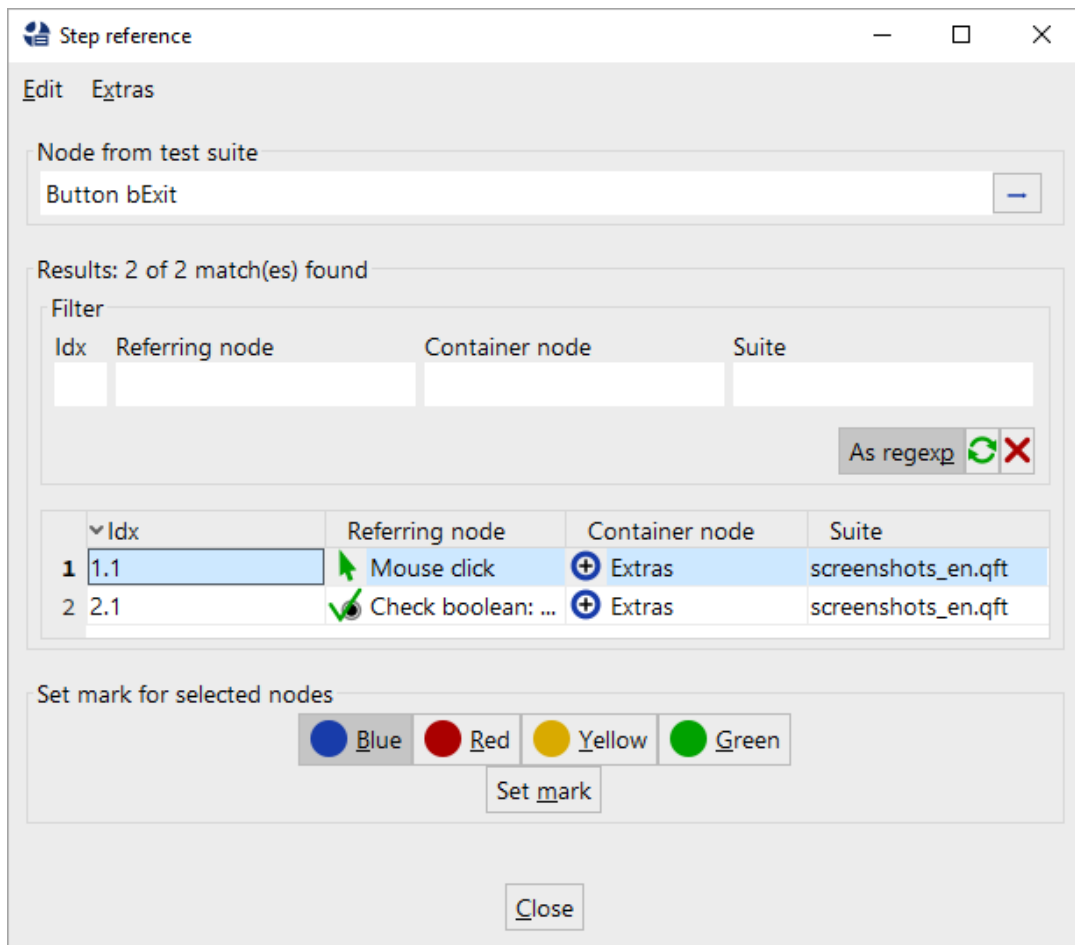 Step reference
Edit Extras
Node from test suite
Button bExit
Results: 2 of 2 match(es) found
Filter
Idx Referring node Container node Suite
As regexp
Idx Referring node Container node Suite
1 1.1 Mouse click Extras screenshots_en.qft
2 2.1 Check boolean: ... Extras screenshots_en.qft
Set mark for selected nodes
Blue Red Yellow Green
Set mark
Close